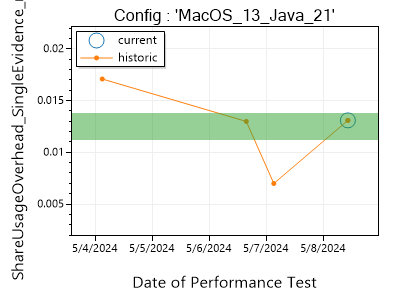 Config : 'MacOS_13_Java_21'
ShareUsageOverhead_SingleEvidence_
current
historic
0.02
0.015
0.01
0.005
5/4/2024
5/5/2024
5/6/2024
5/7/2024
5/8/2024
Date of Performance Test